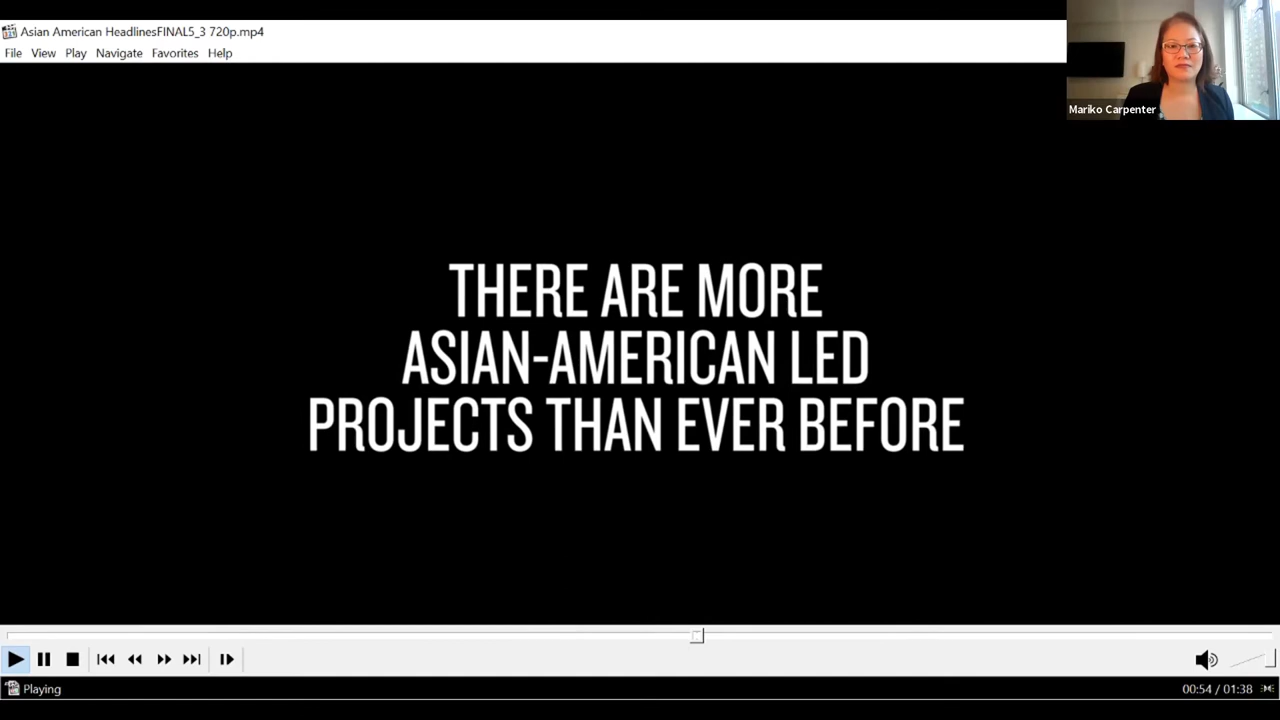 Asian American HeadlinesFINAL5_3 720p.mp4
File View Play Navigate Favorites Help
Mariko Carpenter
THERE ARE MORE
ASIAN-AMERICAN LED
PROJECTS THAN EVER BEFORE
Playing
00:54 / 01:38